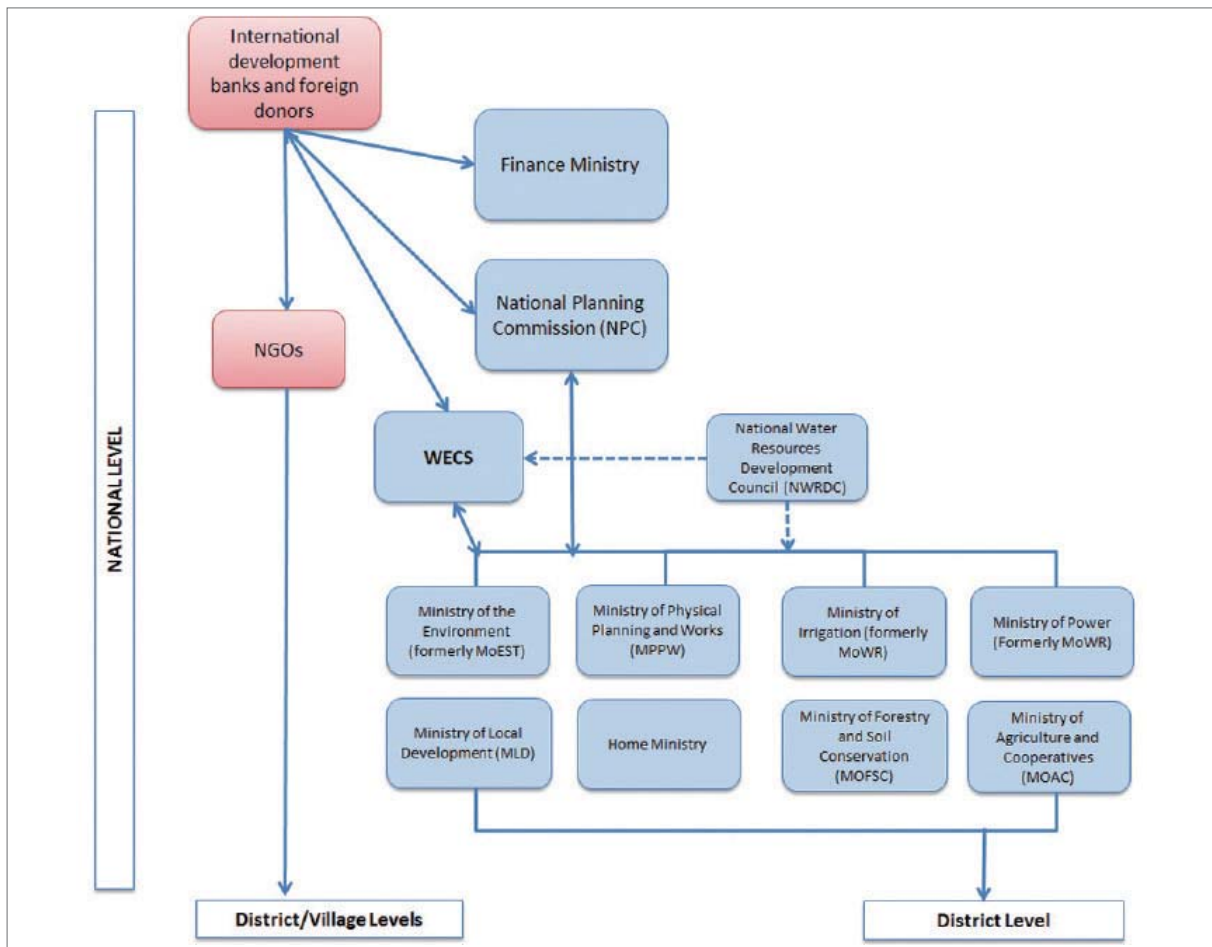 International
development
banks and foreign
donors
Finance Ministry
National Planning
Commission (NPC)
NGOs
NATIONAL LEVEL
WECS
National Water
Resources
Development
Council (NWRDC)
Ministry of the
Environment
(formerly MoEST)
Ministry of Physical
Planning and Works
(MPPW)
Ministry of
Irrigation (formerly
MoWR)
Ministry of Power
(Formerly MoWR)
Ministry of Local
Development (MLD)
Home Ministry
Ministry of Forestry
and Soil
Conservation
(MOFSC)
Ministry of
Agriculture and
Cooperatives
(MOAC)
District/Village Levels
District Level